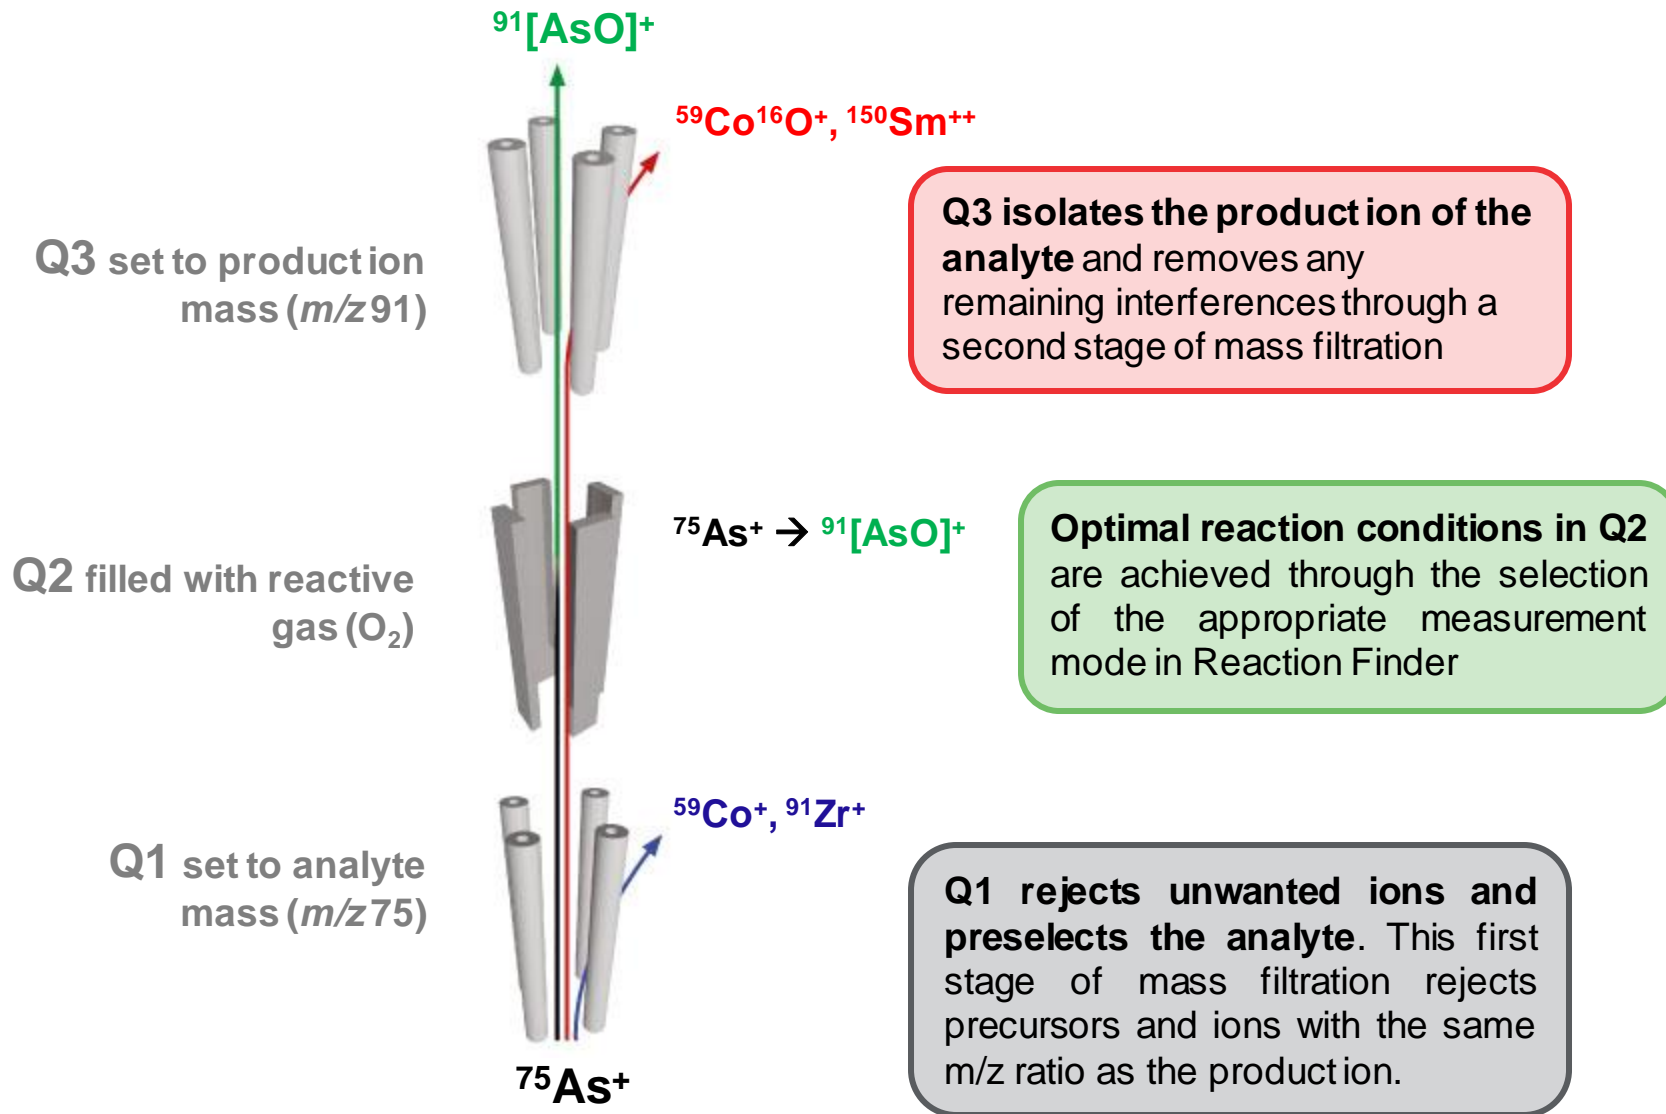 ⁹¹[AsO]⁺
⁵⁹Co¹⁶O⁺, ¹⁵⁰Sm⁺⁺
Q3 set to product ion
mass (m/z 91)
Q3 isolates the product ion of the
analyte and removes any
remaining interferences through a
second stage of mass filtration
⁷⁵As⁺ → ⁹¹[AsO]⁺
Q2 filled with reactive
gas (O₂)
Optimal reaction conditions in Q2
are achieved through the selection
of the appropriate measurement
mode in Reaction Finder
⁵⁹Co⁺, ⁹¹Zr⁺
Q1 set to analyte
mass (m/z 75)
Q1 rejects unwanted ions and
preselects the analyte. This first
stage of mass filtration rejects
precursors and ions with the same
m/z ratio as the product ion.
⁷⁵As⁺